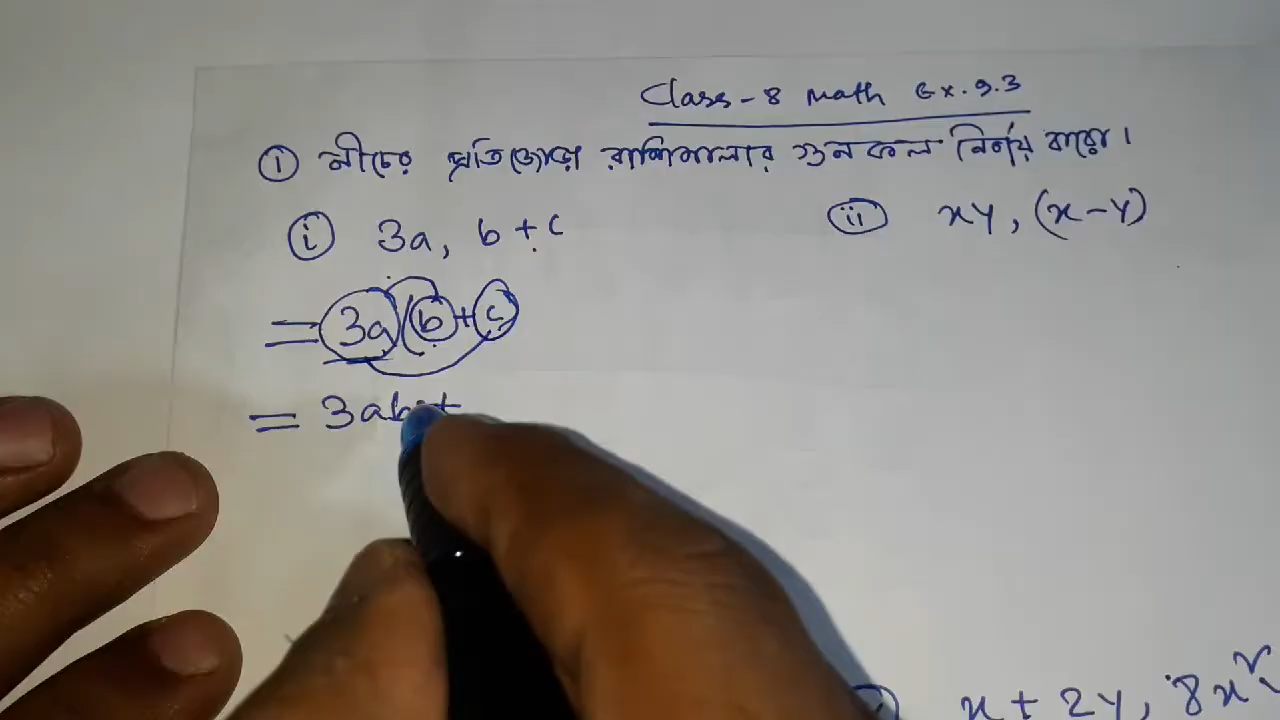 Class-8 Math Ex. 9.3
① নীচের প্রতিজোড়া রাশিমালার গুনফল নির্ণয় করো।
ⓘ 3a, b + c
ⓘⓘ xy, (x-y)
= 3a(b+c
= 3ab+
x + 2y, 8x²